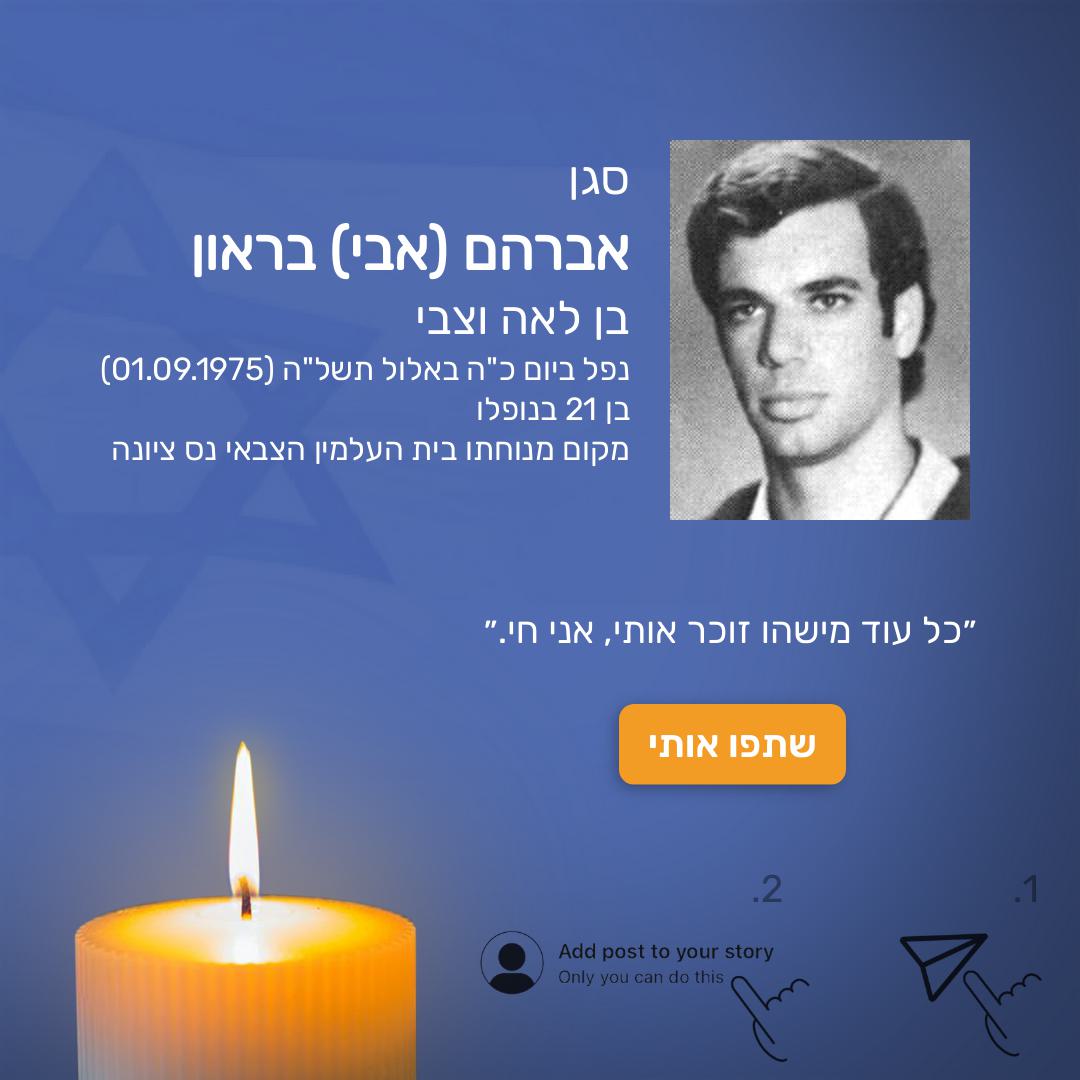 סגן
אברהם (אבי) בראון
בן לאה וצבי
נפל ביום כ"ה באלול תשל"ה (01.09.1975)
בן 21 בנופלו
מקום מנוחתו בית העלמין הצבאי נס ציונה
״כל עוד מישהו זוכר אותי, אני חי.״
שתפו אותי
1.
2.
Add post to your story
Only you can do this